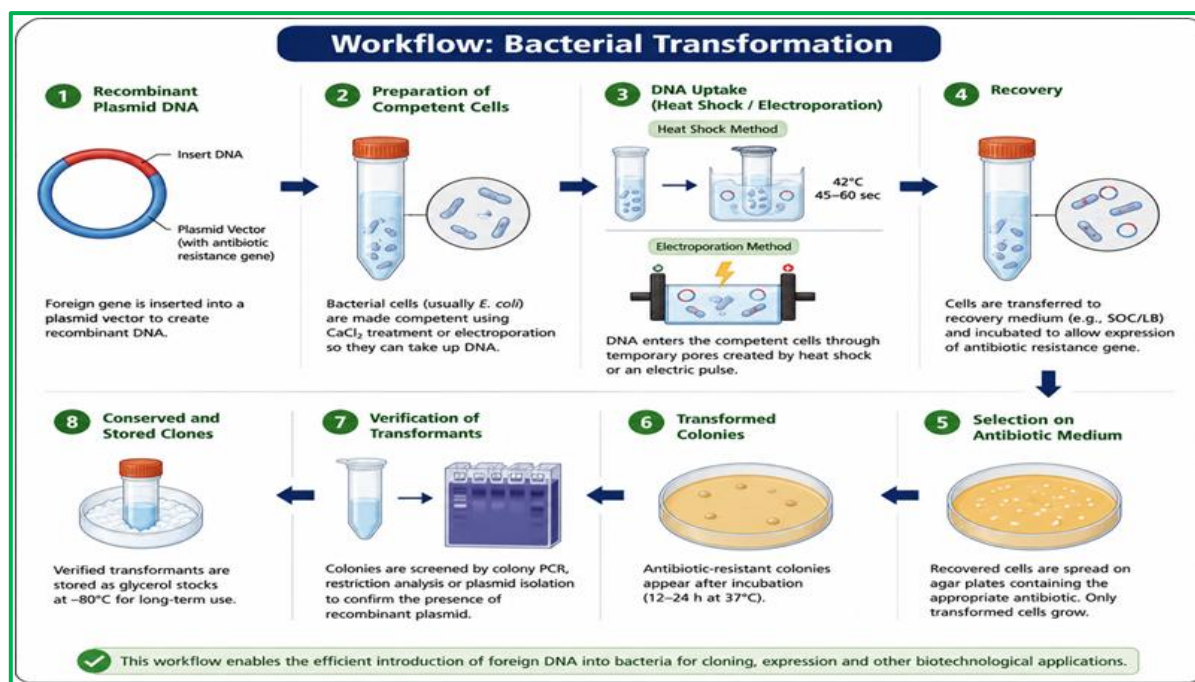 Workflow: Bacterial Transformation
1 Recombinant
Plasmid DNA
Insert DNA
Plasmid Vector
(with antibiotic
resistance gene)
Foreign gene is inserted into a
plasmid vector to create
recombinant DNA.
2 Preparation of
Competent Cells
Bacterial cells (usually E. coli)
are made competent using
CaCl₂ treatment or electroporation
so they can take up DNA.
3 DNA Uptake
(Heat Shock / Electroporation)
Heat Shock Method
42°C
45–60 sec
Electroporation Method
DNA enters the competent cells through
temporary pores created by heat shock
or an electric pulse.
4 Recovery
Cells are transferred to
recovery medium (e.g., SOC/LB)
and incubated to allow expression
of antibiotic resistance gene.
5 Selection on
Antibiotic Medium
Recovered cells are spread on
agar plates containing the
appropriate antibiotic. Only
transformed cells grow.
6 Transformed
Colonies
Antibiotic-resistant colonies
appear after incubation
(12–24 h at 37°C).
7 Verification of
Transformants
Colonies are screened by colony PCR,
restriction analysis or plasmid isolation
to confirm the presence of
recombinant plasmid.
8 Conserved and
Stored Clones
Verified transformants are
stored as glycerol stocks
at –80°C for long-term use.
This workflow enables the efficient introduction of foreign DNA into bacteria for cloning, expression and other biotechnological applications.